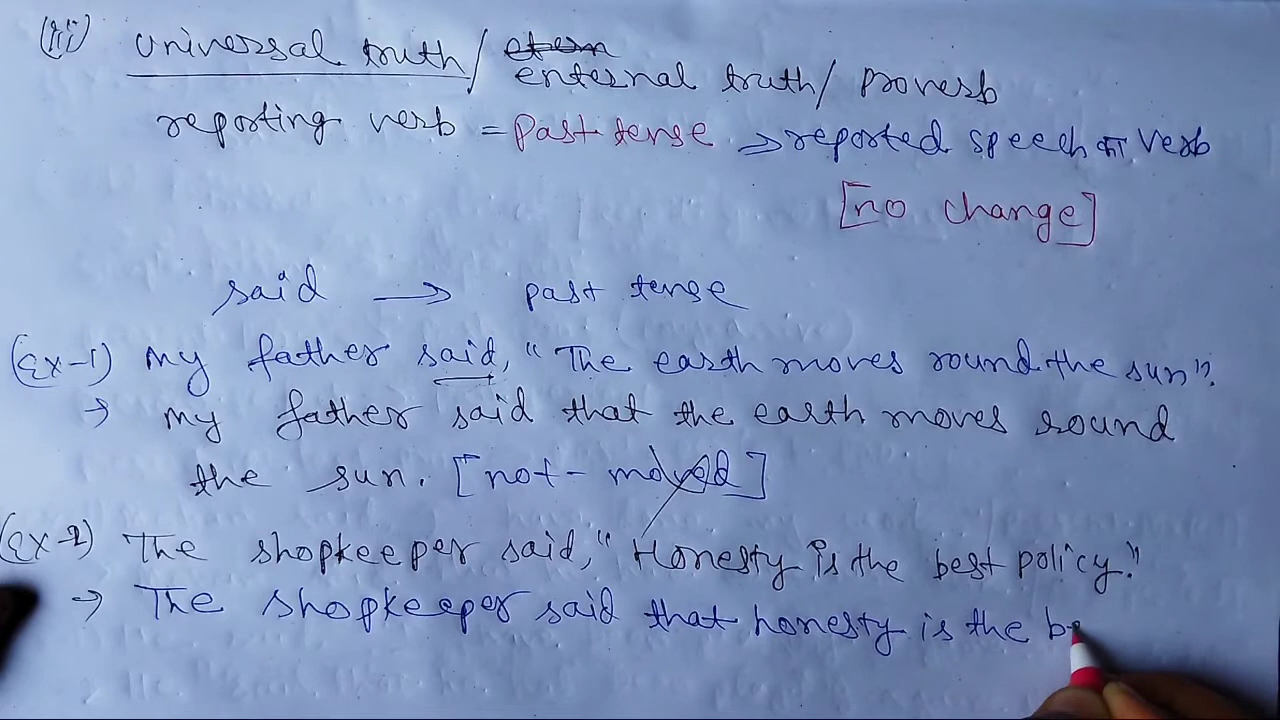 (iii) universal truth/ enternal truth/ proverb
reporting verb = Past tense → reported speech का verb
[no change]
said → past tense
(Ex-1) My father said, "The earth moves round the sun".
→ My father said that the earth moves round
the sun. [not - moved]
(Ex-2) The shopkeeper said, "Honesty is the best policy."
→ The shopkeeper said that honesty is the be